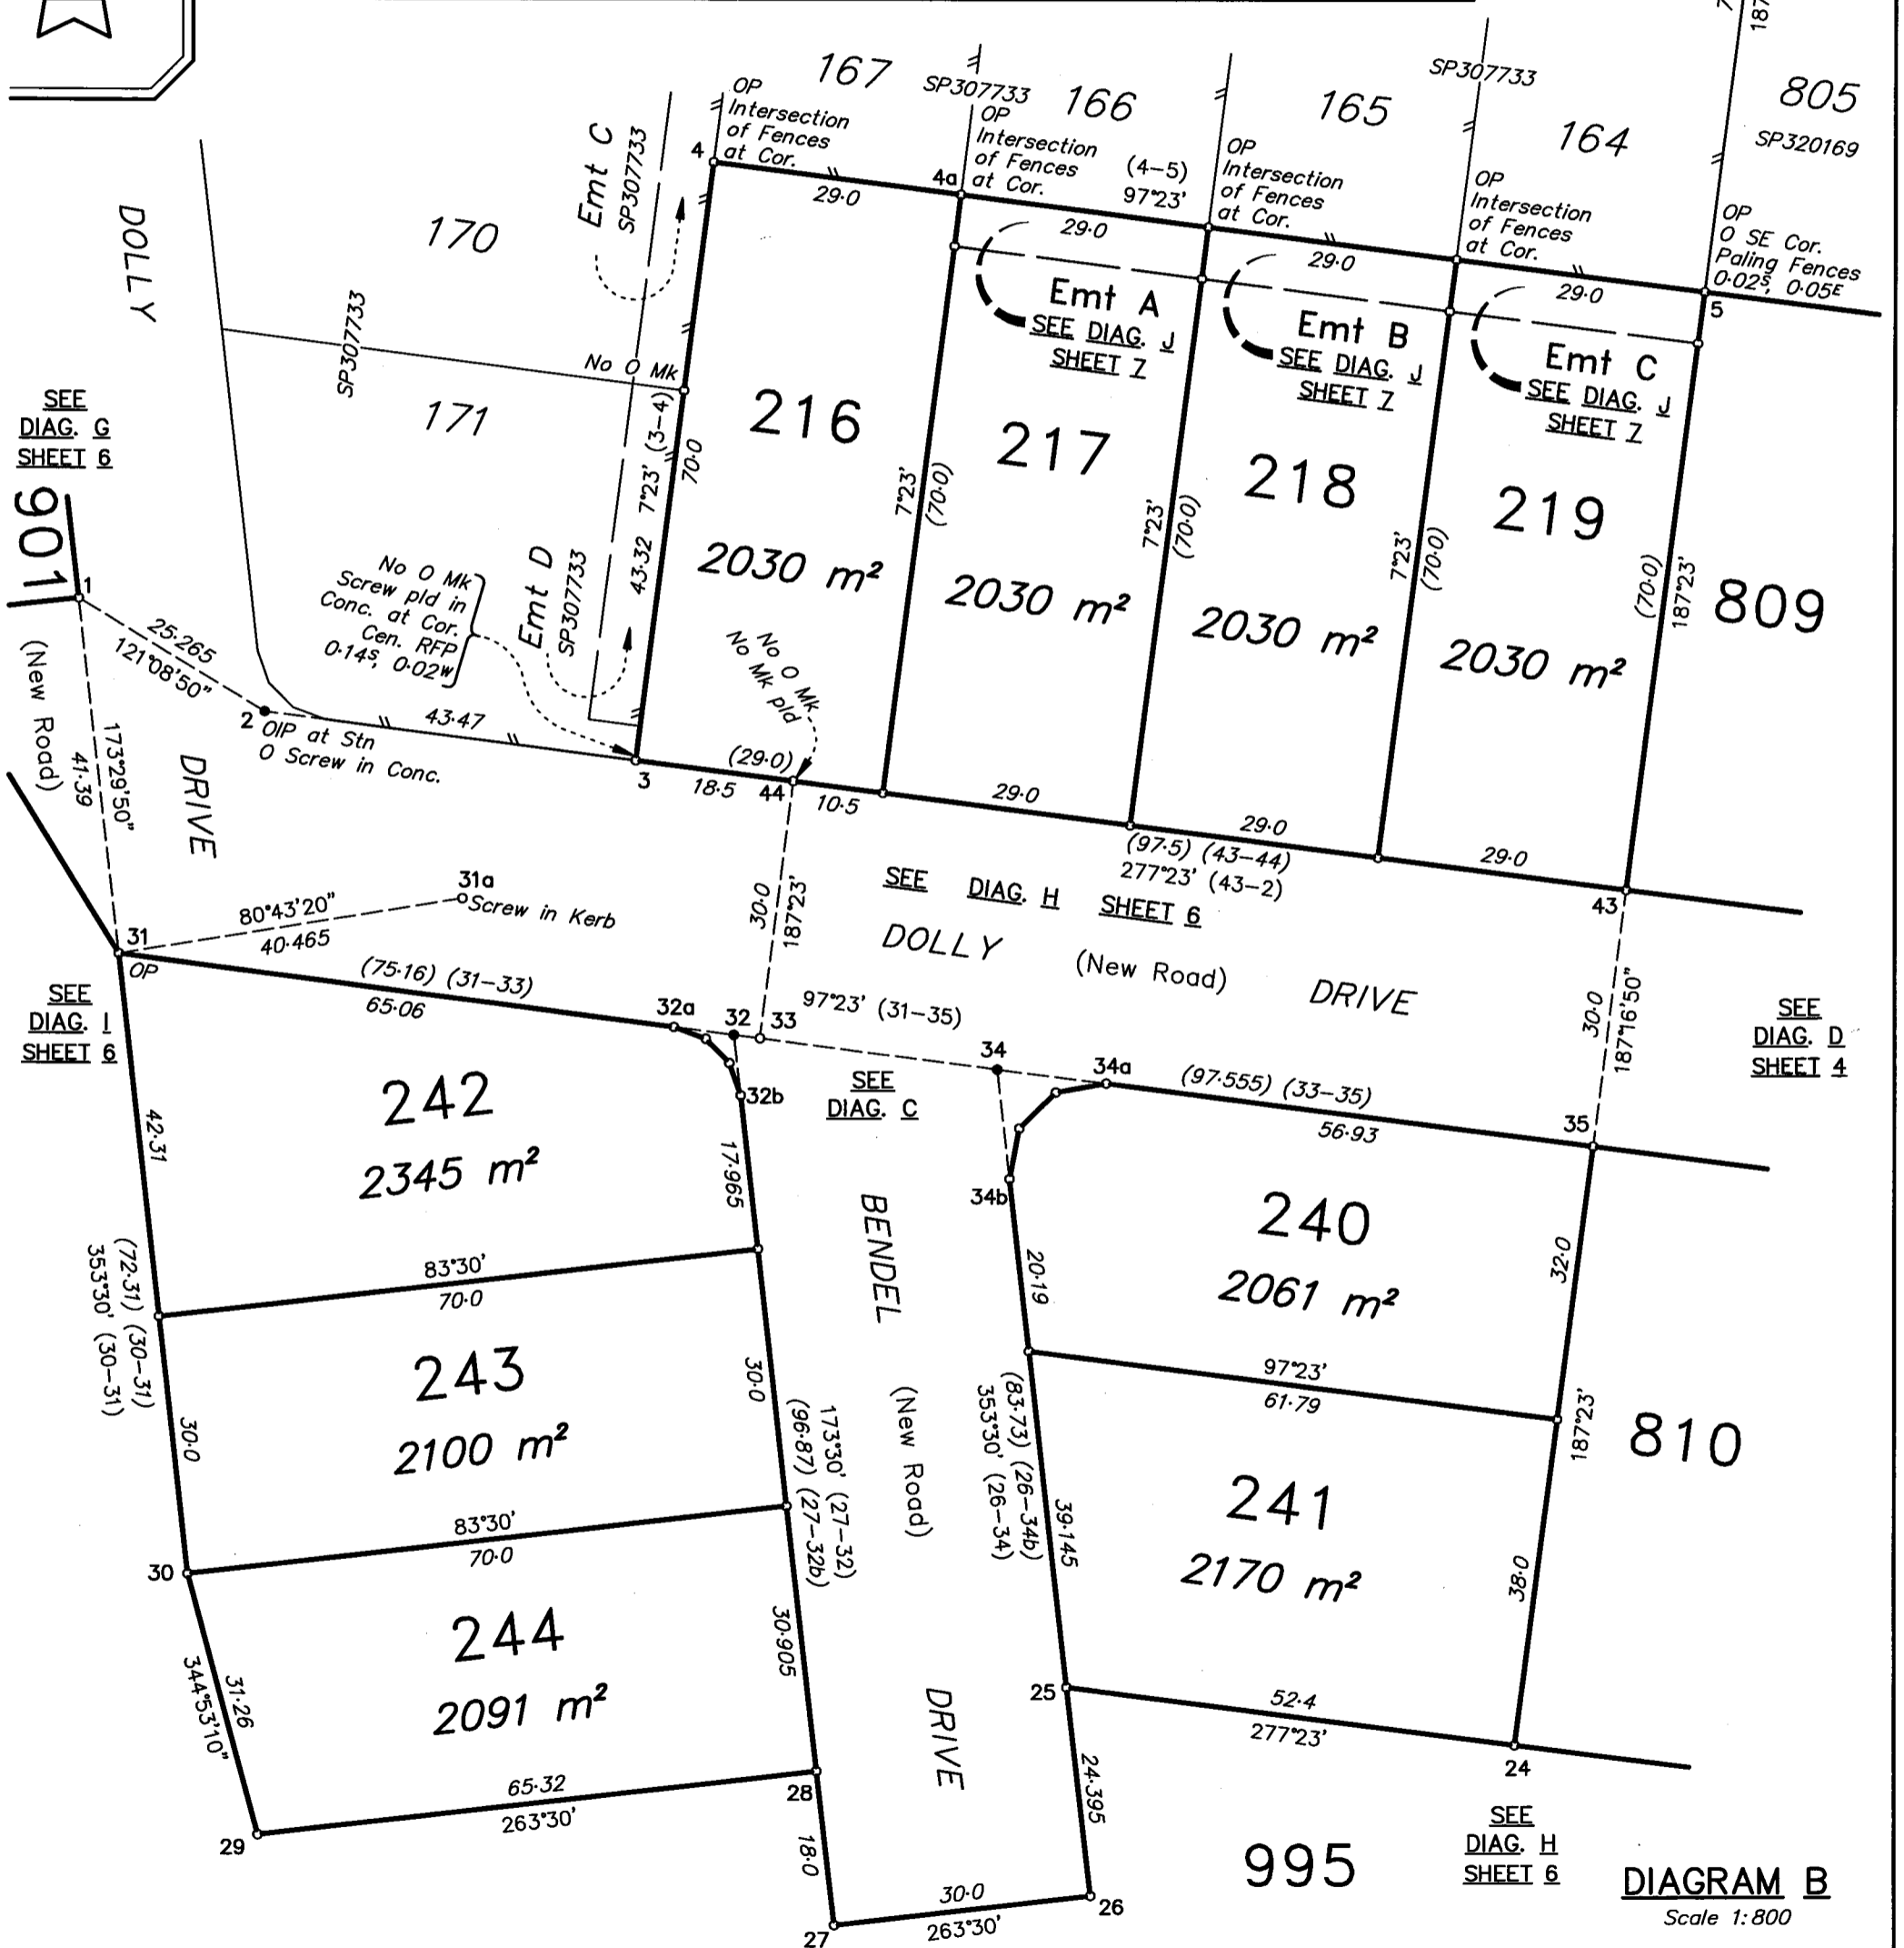 187
7
167
SP307733
166
165
SP307733
164
805
SP320169
OP
Intersection
of Fences
at Cor.
OP
Intersection
of Fences
at Cor.
(4-5)
97°23'
OP
Intersection
of Fences
at Cor.
OP
Intersection
of Fences
at Cor.
OP
O SE Cor.
Paling Fences
0·02S, 0·05E
4
4a
5
29·0
29·0
29·0
29·0
DOLLY
170
Emt C
SP307733
SP307733
171
No O Mk
Emt A
SEE DIAG. J
SHEET 7
Emt B
SEE DIAG. J
SHEET 7
Emt C
SEE DIAG. J
SHEET 7
SEE
DIAG. G
SHEET 6
901
1
(New Road)
216
2030 m²
217
2030 m²
218
2030 m²
219
2030 m²
809
43·32
7°23' (3-4)
70·0
7°23'
(70·0)
7°23'
(70·0)
7°23'
(70·0)
(70·0)
187°23'
No O Mk
Screw pld in
Conc. at Cor.
Cen. RFP
0·14S, 0·02W
Emt D
SP307733
No O Mk
No Mk pld
25·265
121°08'50"
2
OIP at Stn
O Screw in Conc.
43·47
173°29'50"
41·39
DRIVE
3
(29·0)
18·5
44
10·5
29·0
29·0
29·0
(97·5) (43-44)
277°23' (43-2)
43
31a
Screw in Kerb
80°43'20"
40·465
31
OP
30·0
187°23'
SEE DIAG. H SHEET 6
DOLLY
(New Road)
DRIVE
30·0
187°16'50"
SEE
DIAG. I
SHEET 6
(75·16) (31-33)
65·06
32a
32
33
97°23' (31-35)
34
34a
(97·555) (33-35)
56·93
35
SEE
DIAG. D
SHEET 4
32b
SEE
DIAG. C
34b
242
2345 m²
42·31
17·965
BENDEL
240
2061 m²
20·19
32·0
(72·31) (30-31)
353°30' (30-31)
83°30'
70·0
243
2100 m²
30·0
30·0
173°30' (27-32)
(96·87) (27-32b)
(New Road)
(83·73) (26-34b)
353°30' (26-34)
97°23'
61·79
187°23'
810
241
2170 m²
39·145
38·0
30
83°30'
70·0
244
2091 m²
31·26
344°53'10"
30·905
DRIVE
25
52·4
277°23'
24
29
65·32
263°30'
28
18·0
24·395
27
30·0
263°30'
26
995
SEE
DIAG. H
SHEET 6
DIAGRAM B
Scale 1:800